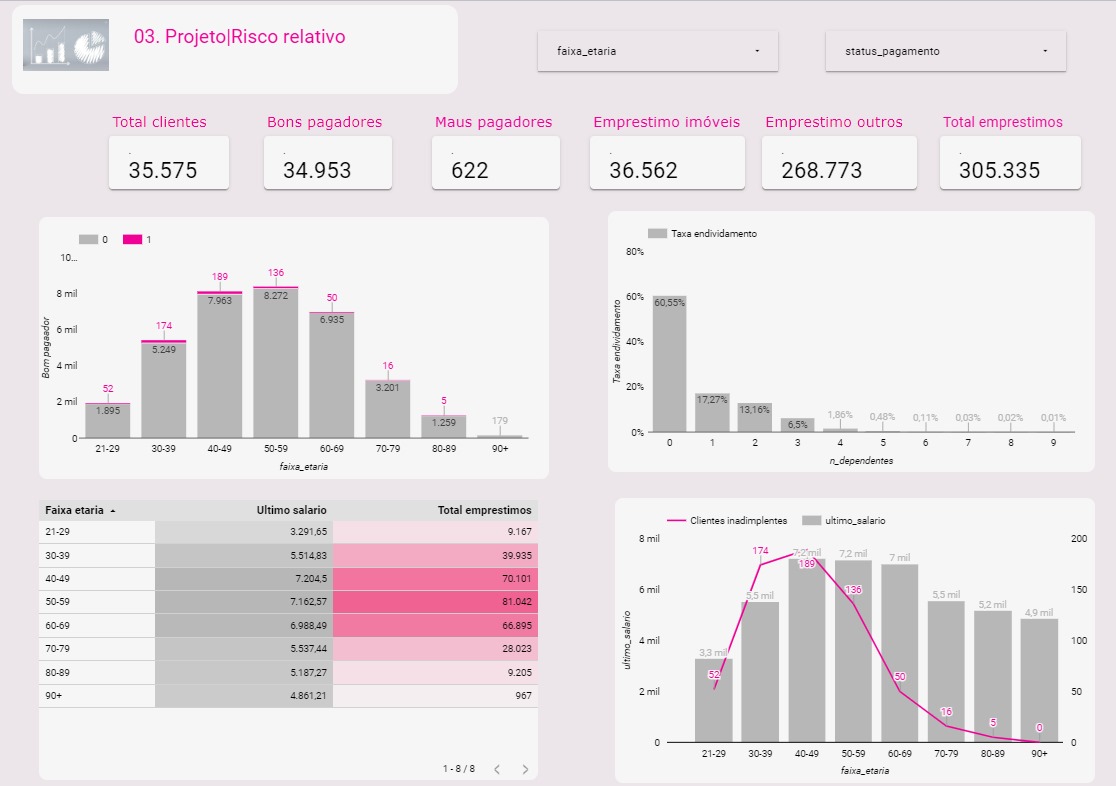 03. Projeto|Risco relativo
faixa_etaria
status_pagamento
Total clientes
Bons pagadores
Maus pagadores
Emprestimo imóveis
Emprestimo outros
Total emprestimos
35.575
34.953
622
36.562
268.773
305.335
0 1
10...
8 mil
6 mil
4 mil
2 mil
0
Bom pagaador
52
174
189
136
50
16
5
179
1.895
5.249
7.963
8.272
6.935
3.201
1.259
21-29 30-39 40-49 50-59 60-69 70-79 80-89 90+
faixa_etaria
Taxa endividamento
80%
60%
40%
20%
0%
Taxa endividamento
60,55%
17,27%
13,16%
6,5%
1,86%
0,48%
0,11%
0,03%
0,02%
0,01%
0 1 2 3 4 5 6 7 8 9
n_dependentes
Faixa etaria Ultimo salario Total emprestimos
21-29 3.291,65 9.167
30-39 5.514,83 39.935
40-49 7.204,5 70.101
50-59 7.162,57 81.042
60-69 6.988,49 66.895
70-79 5.537,44 28.023
80-89 5.187,27 9.205
90+ 4.861,21 967
1 - 8 / 8
Clientes inadimplentes ultimo_salario
8 mil
6 mil
4 mil
2 mil
0
ultimo_salario
200
150
100
50
0
3,3 mil
5,5 mil
7,2 mil
7,2 mil
7 mil
5,5 mil
5,2 mil
4,9 mil
52
174
189
136
50
16
5
0
21-29 30-39 40-49 50-59 60-69 70-79 80-89 90+
faixa_etaria